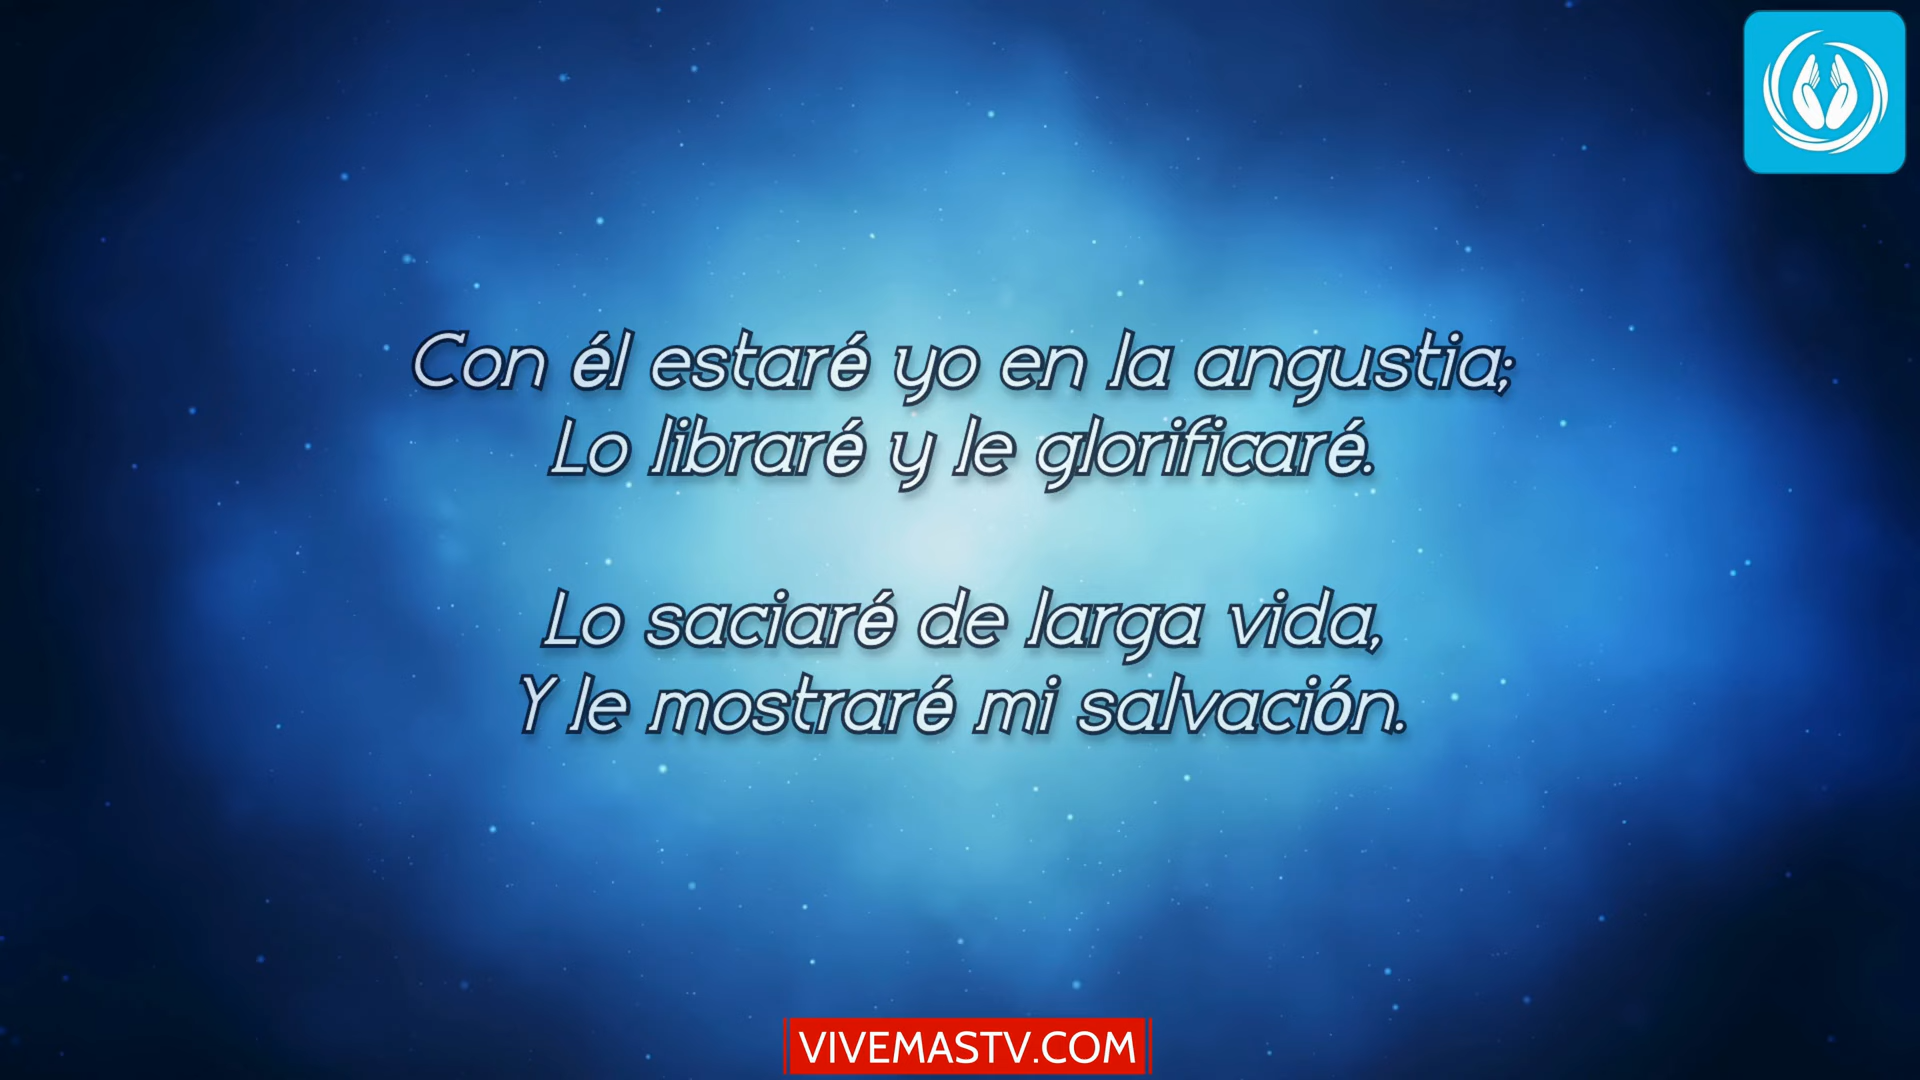 Con él estaré yo en la angustia;
Lo libraré y le glorificaré.
Lo saciaré de larga vida,
Y le mostraré mi salvación.
VIVEMASTV.COM